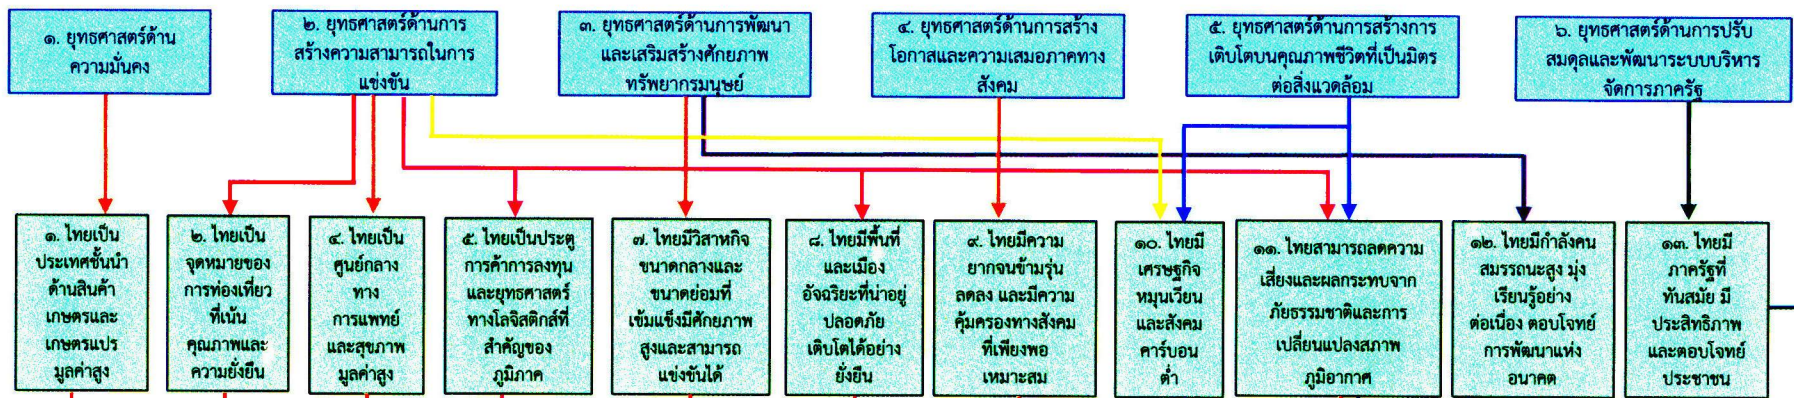 ๑. ยุทธศาสตร์ด้าน
ความมั่นคง
๒. ยุทธศาสตร์ด้านการ
สร้างความสามารถในการ
แข่งขัน
๓. ยุทธศาสตร์ด้านการพัฒนา
และเสริมสร้างศักยภาพ
ทรัพยากรมนุษย์
๔. ยุทธศาสตร์ด้านการสร้าง
โอกาสและความเสมอภาคทาง
สังคม
๕. ยุทธศาสตร์ด้านการสร้างการ
เติบโตบนคุณภาพชีวิตที่เป็นมิตร
ต่อสิ่งแวดล้อม
๖. ยุทธศาสตร์ด้านการปรับ
สมดุลและพัฒนาระบบบริหาร
จัดการภาครัฐ
๑. ไทยเป็น
ประเทศชั้นนำ
ด้านสินค้า
เกษตรและ
เกษตรแปร
มูลค่าสูง
๒. ไทยเป็น
จุดหมายของ
การท่องเที่ยว
ที่เน้น
คุณภาพและ
ความยั่งยืน
๔. ไทยเป็น
ศูนย์กลาง
ทาง
การแพทย์
และสุขภาพ
มูลค่าสูง
๕. ไทยเป็นประตู
การค้าการลงทุน
และยุทธศาสตร์
ทางโลจิสติกส์ที่
สำคัญของ
ภูมิภาค
๗. ไทยมีวิสาหกิจ
ขนาดกลางและ
ขนาดย่อมที่
เข้มแข็งมีศักยภาพ
สูงและสามารถ
แข่งขันได้
๘. ไทยมีพื้นที่
และเมือง
อัจฉริยะที่น่าอยู่
ปลอดภัย
เติบโตได้อย่าง
ยั่งยืน
๙. ไทยมีความ
ยากจนข้ามรุ่น
ลดลง และมีความ
คุ้มครองทางสังคม
ที่เพียงพอ
เหมาะสม
๑๐. ไทยมี
เศรษฐกิจ
หมุนเวียน
และสังคม
คาร์บอน
ต่ำ
๑๑. ไทยสามารถลดความ
เสี่ยงและผลกระทบจาก
ภัยธรรมชาติและการ
เปลี่ยนแปลงสภาพ
ภูมิอากาศ
๑๒. ไทยมีกำลังคน
สมรรถนะสูง มุ่ง
เรียนรู้อย่าง
ต่อเนื่อง ตอบโจทย์
การพัฒนาแห่ง
อนาคต
๑๓. ไทยมี
ภาครัฐที่
ทันสมัย มี
ประสิทธิภาพ
และตอบโจทย์
ประชาชน